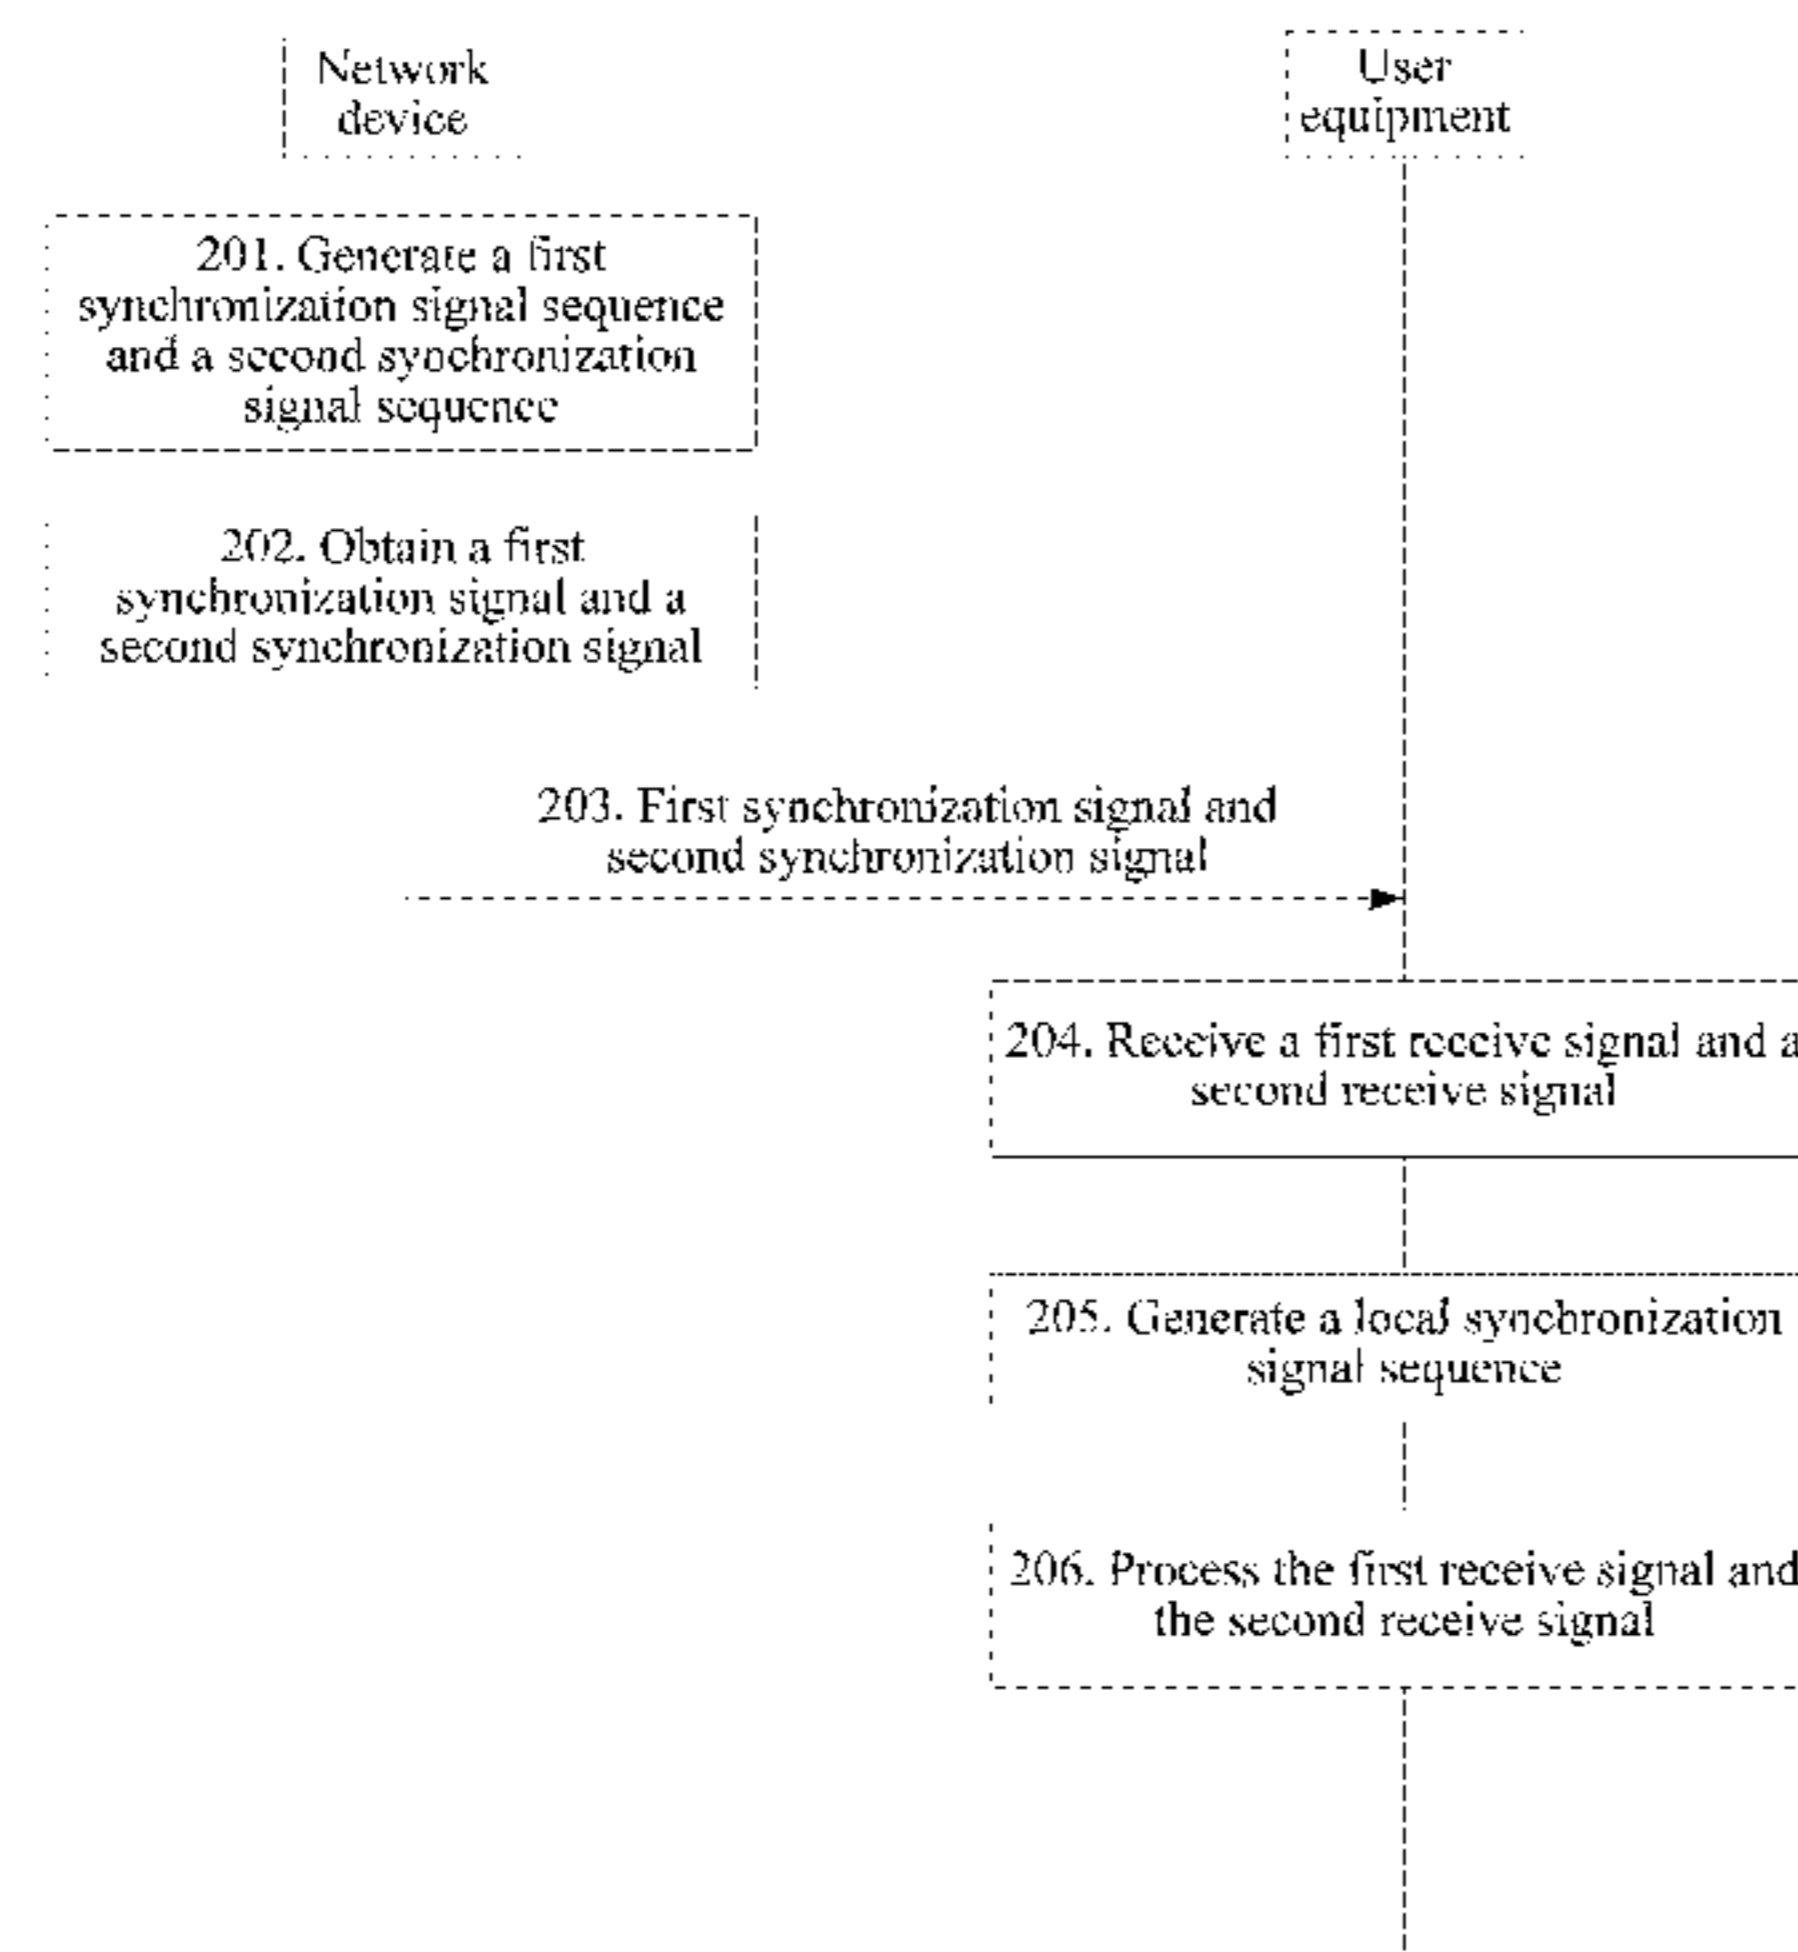 Network
device
User
equipment
201. Generate a first
synchronization signal sequence
and a second synchronization
signal sequence
202. Obtain a first
synchronization signal and a
second synchronization signal
203. First synchronization signal and
second synchronization signal
204. Receive a first receive signal and a
second receive signal
205. Generate a local synchronization
signal sequence
206. Process the first receive signal and
the second receive signal